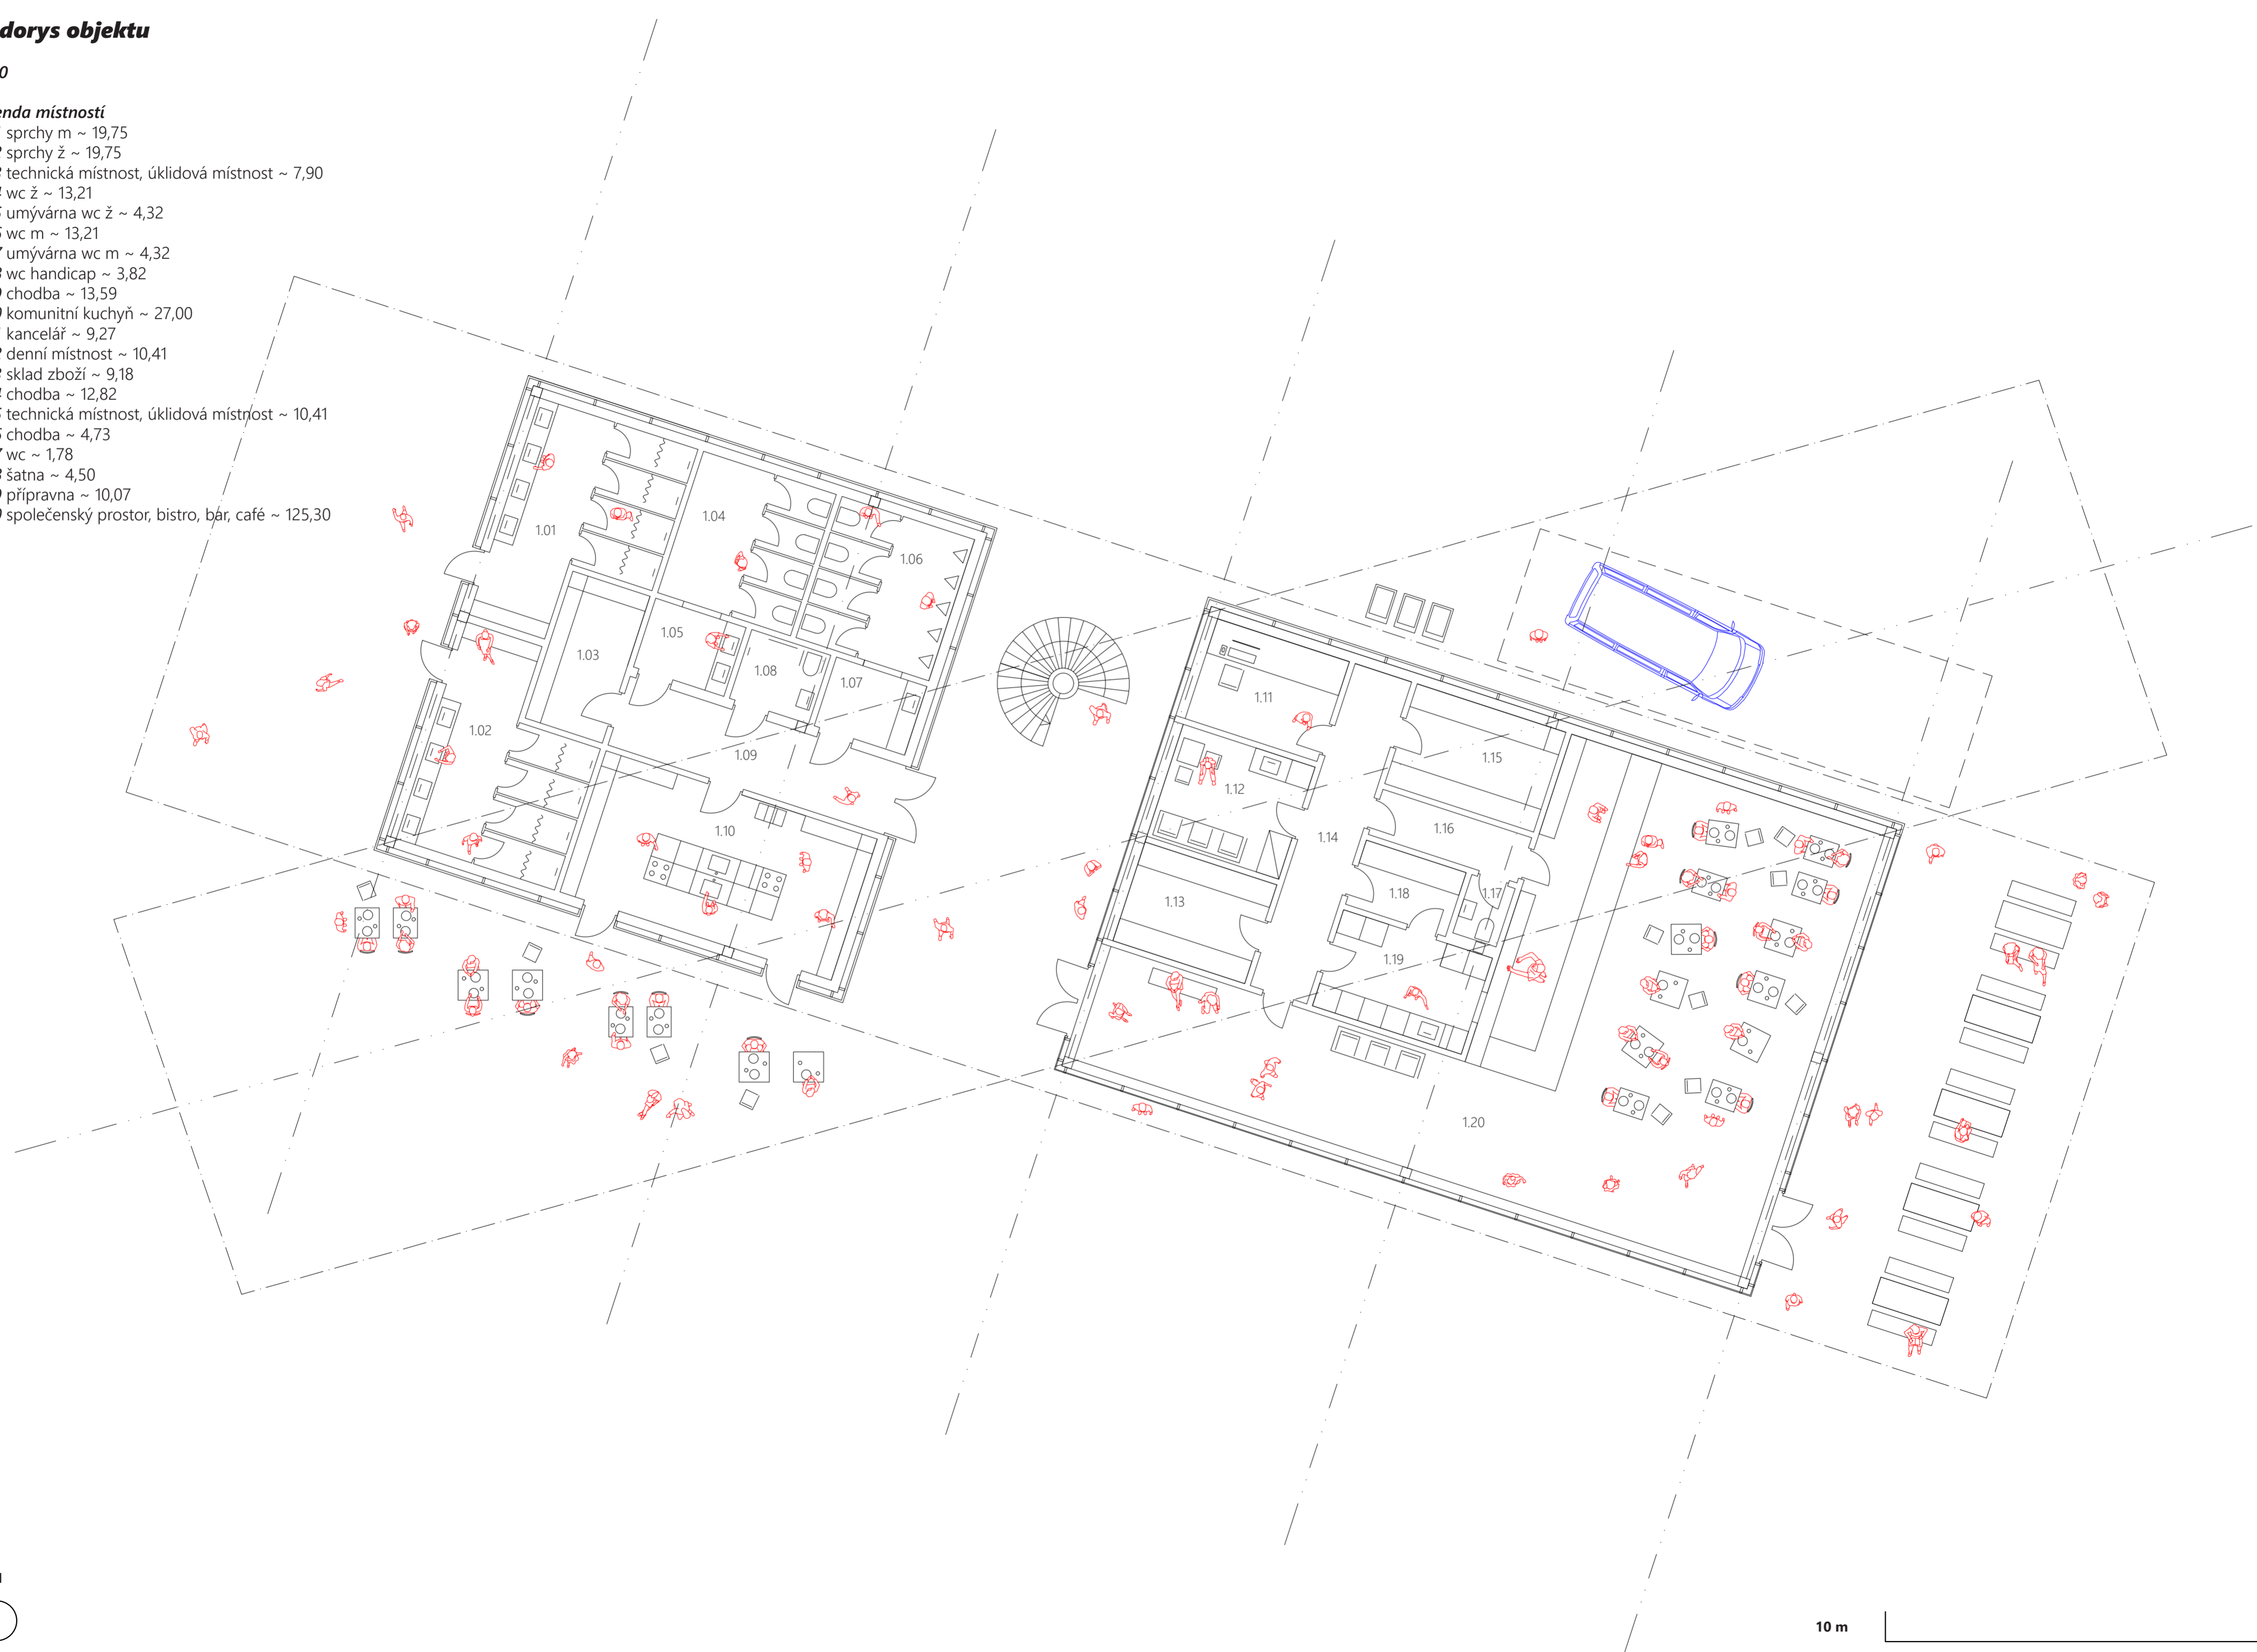 dorys objektu
0
enda místností
sprchy m ~ 19,75
sprchy ž ~ 19,75
technická místnost, úklidová místnost ~ 7,90
wc ž ~ 13,21
umývárna wc ž ~ 4,32
wc m ~ 13,21
umývárna wc m ~ 4,32
wc handicap ~ 3,82
chodba ~ 13,59
komunitní kuchyň ~ 27,00
kancelář ~ 9,27
denní místnost ~ 10,41
sklad zboží ~ 9,18
chodba ~ 12,82
technická místnost, úklidová místnost ~ 10,41
chodba ~ 4,73
wc ~ 1,78
šatna ~ 4,50
přípravna ~ 10,07
společenský prostor, bistro, bar, café ~ 125,30
1.01
1.04
1.06
1.05
1.03
1.08
1.07
1.02
1.09
1.10
1.11
1.15
1.12
1.16
1.14
1.18
1.17
1.13
1.19
1.20
10 m